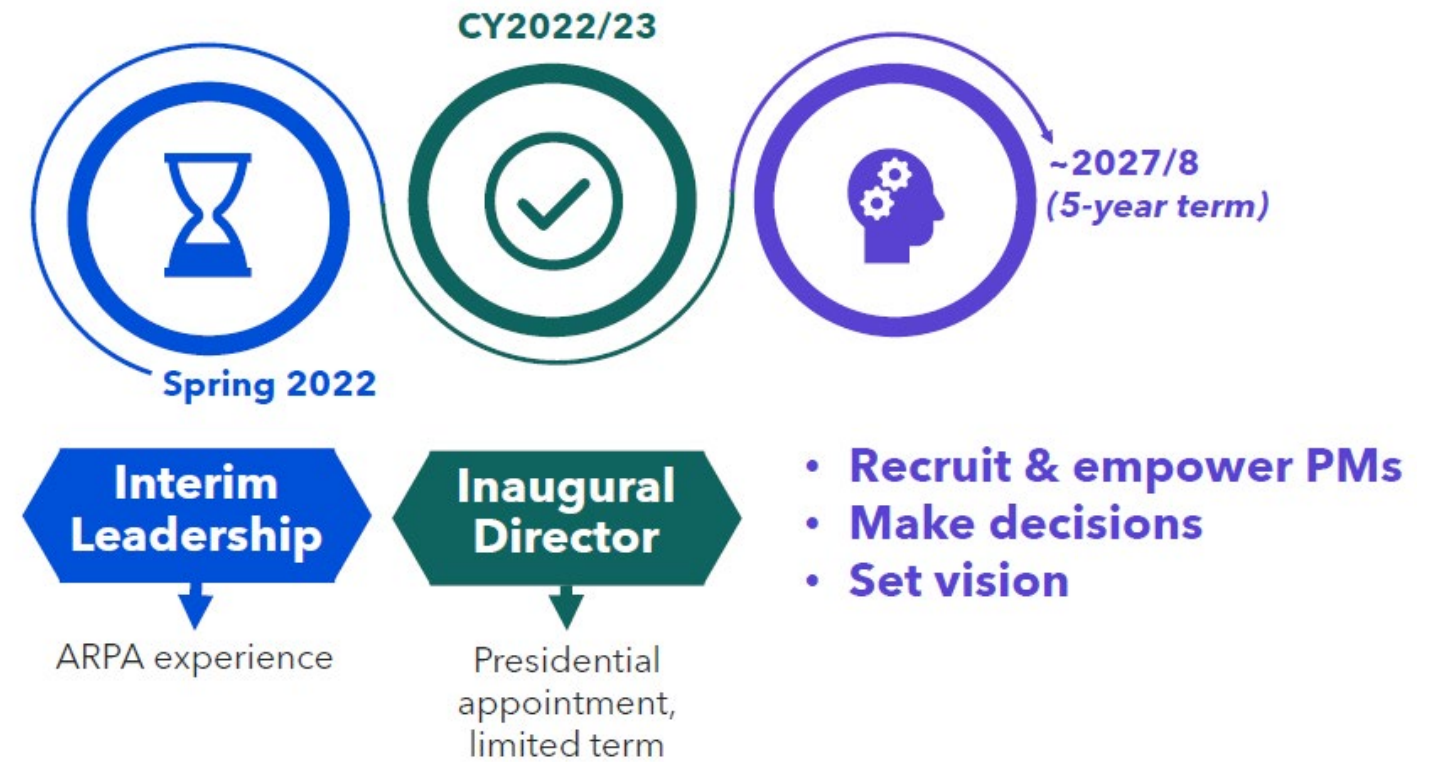 CY2022/23
~2027/8
(5-year term)
Spring 2022
Interim
Leadership
ARPA experience
Inaugural
Director
Presidential
appointment,
limited term
• Recruit & empower PMs
• Make decisions
• Set vision